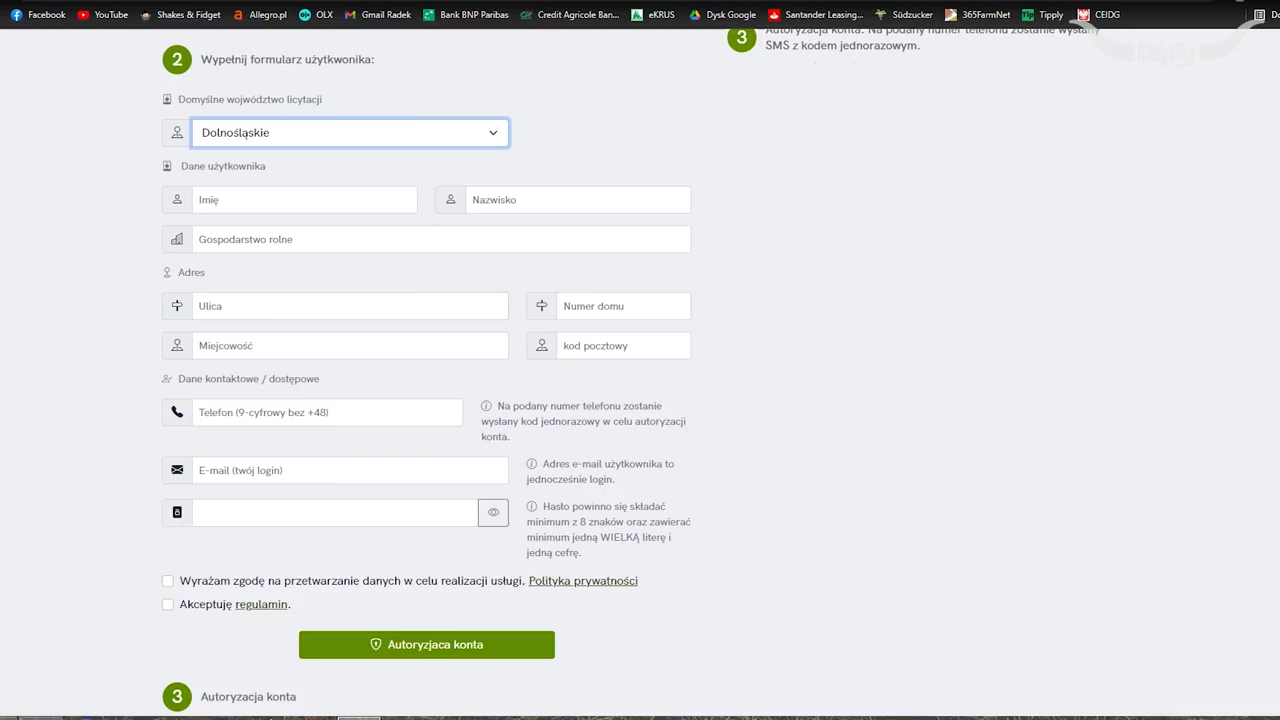 Facebook YouTube Shakes & Fidget Allegro.pl OLX Gmail Radek Bank BNP Paribas Credit Agricole Ban... eKRUS Dysk Google Santander Leasing... Südzucker 365FarmNet Tipply CEIDG
3 Autoryzacja konta. Na podany numer telefonu zostanie wysłany
SMS z kodem jednorazowym.
2 Wypełnij formularz użytkwonika:
Domyślne wojwództwo licytacji
Dolnośląskie
Dane użytkownika
Imię Nazwisko
Gospodarstwo rolne
Adres
Ulica Numer domu
Miejcowość kod pocztowy
Dane kontaktowe / dostępowe
Telefon (9-cyfrowy bez +48)
Na podany numer telefonu zostanie
wysłany kod jednorazowy w celu autoryzacji
konta.
E-mail (twój login)
Adres e-mail użytkownika to
jednocześnie login.
Hasło powinno się składać
minimum z 8 znaków oraz zawierać
minimum jedną WIELKĄ literę i
jedną cefrę.
Wyrażam zgodę na przetwarzanie danych w celu realizacji usługi. Polityka prywatności
Akceptuję regulamin.
Autoryzjaca konta
3 Autoryzacja konta